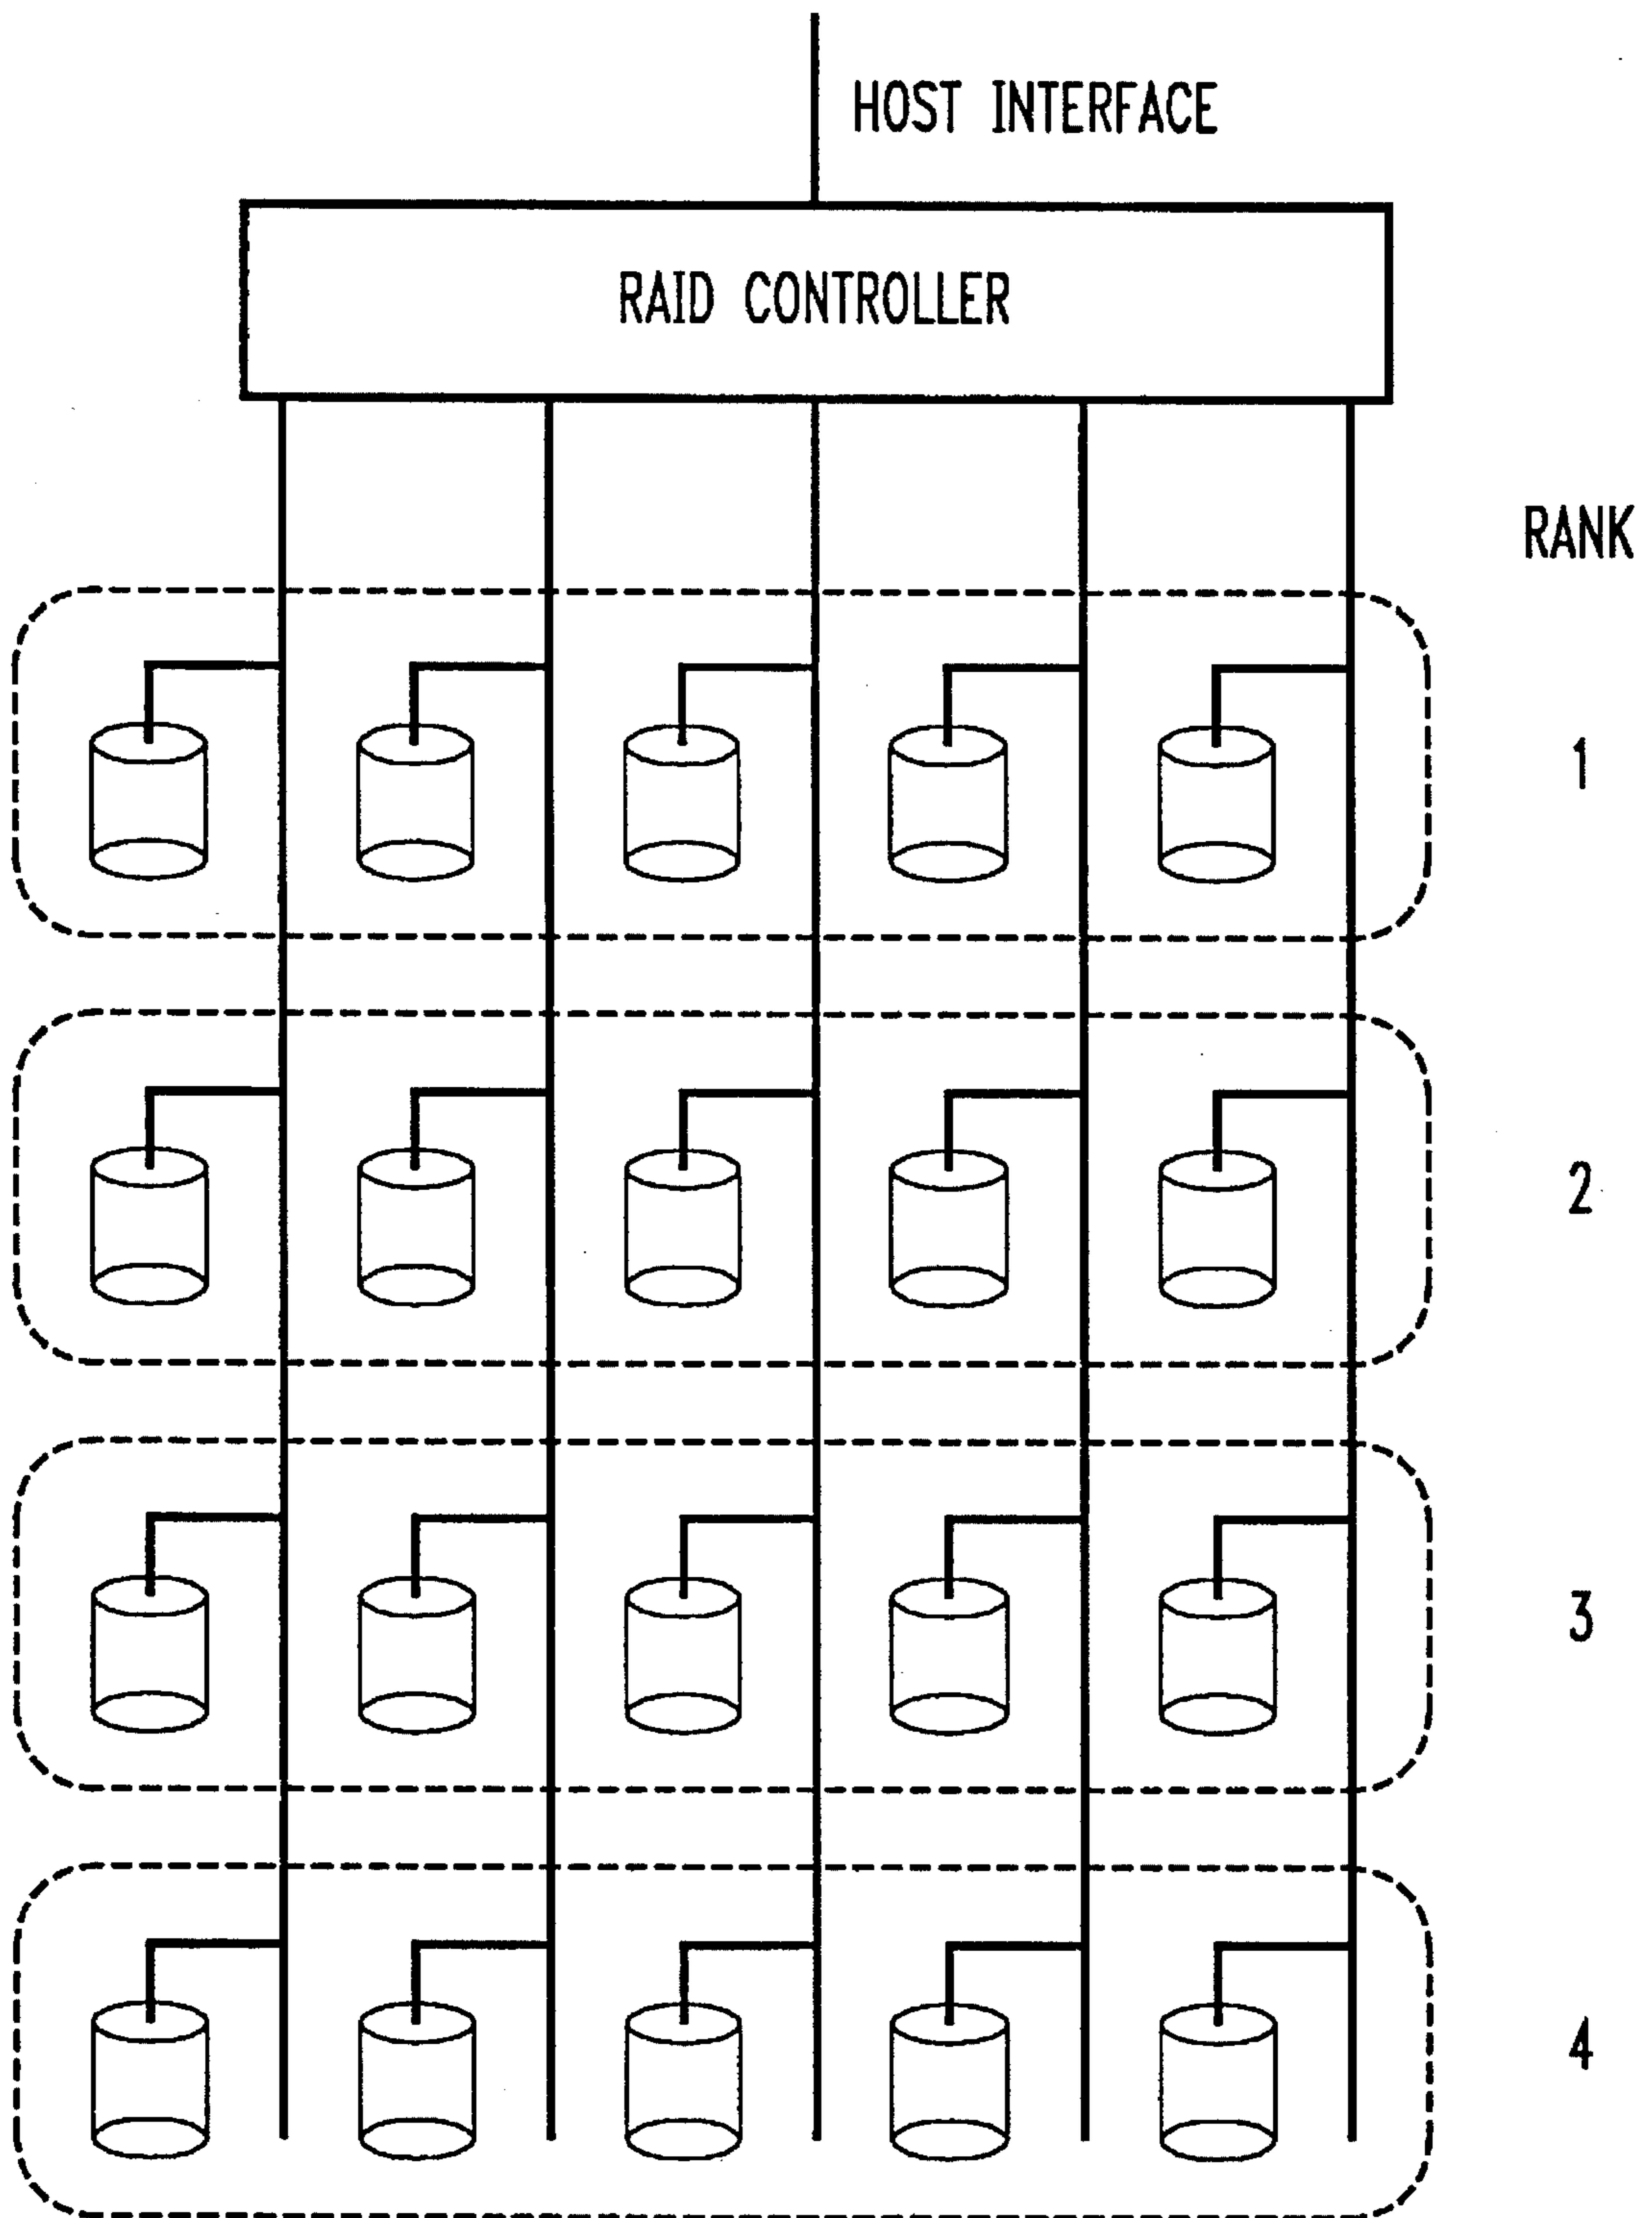 HOST INTERFACE
RAID CONTROLLER
RANK
1
2
3
4